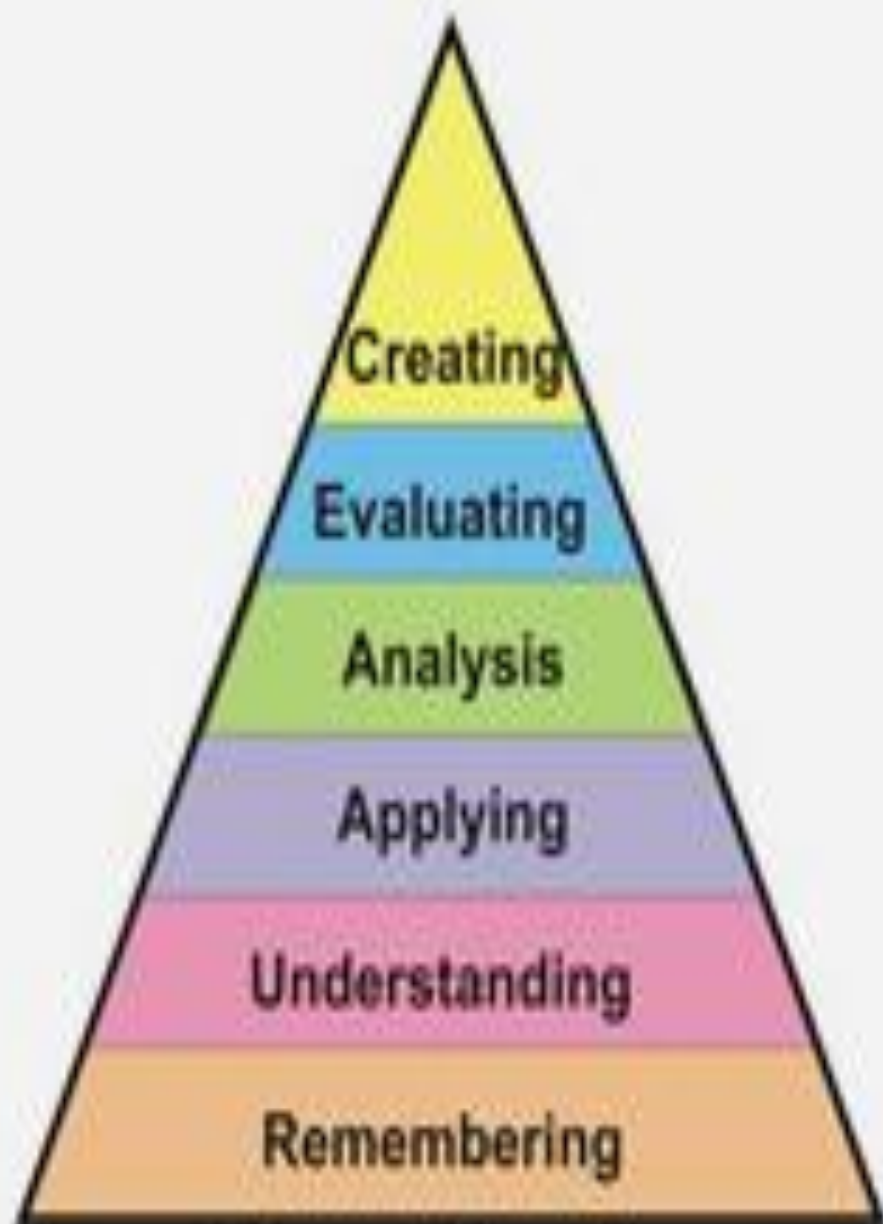 Creating
Evaluating
Analysis
Applying
Understanding
Remembering